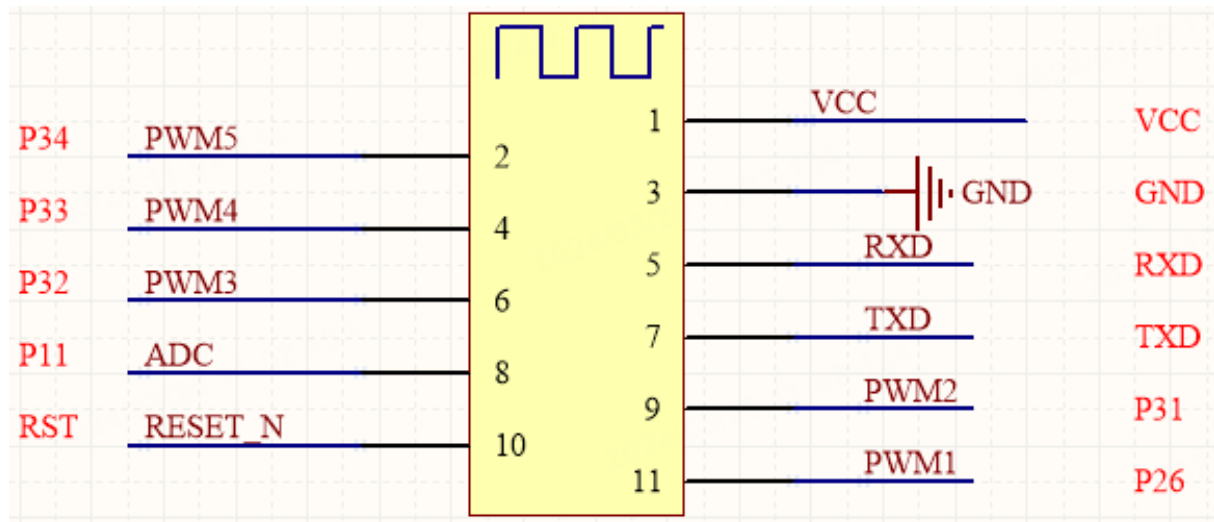 VCC
1 VCC
P34 PWM5 2
3 GND GND
P33 PWM4 4
5 RXD RXD
P32 PWM3 6
7 TXD TXD
P11 ADC 8
9 PWM2 P31
RST RESET_N 10
11 PWM1 P26